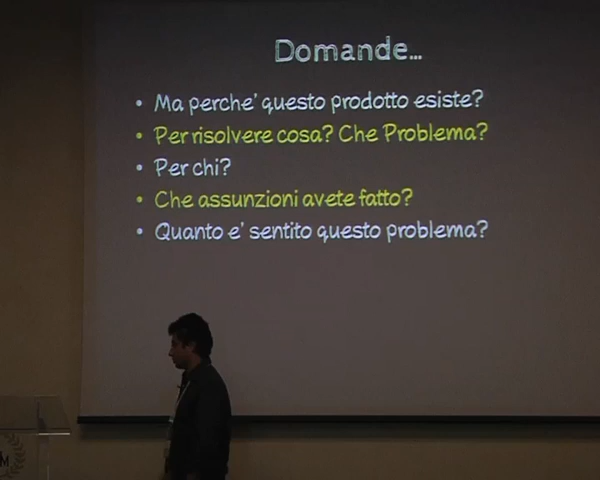 Domande...
• Ma perche' questo prodotto esiste?
• Per risolvere cosa? Che Problema?
• Per chi?
• Che assunzioni avete fatto?
• Quanto e' sentito questo problema?
M